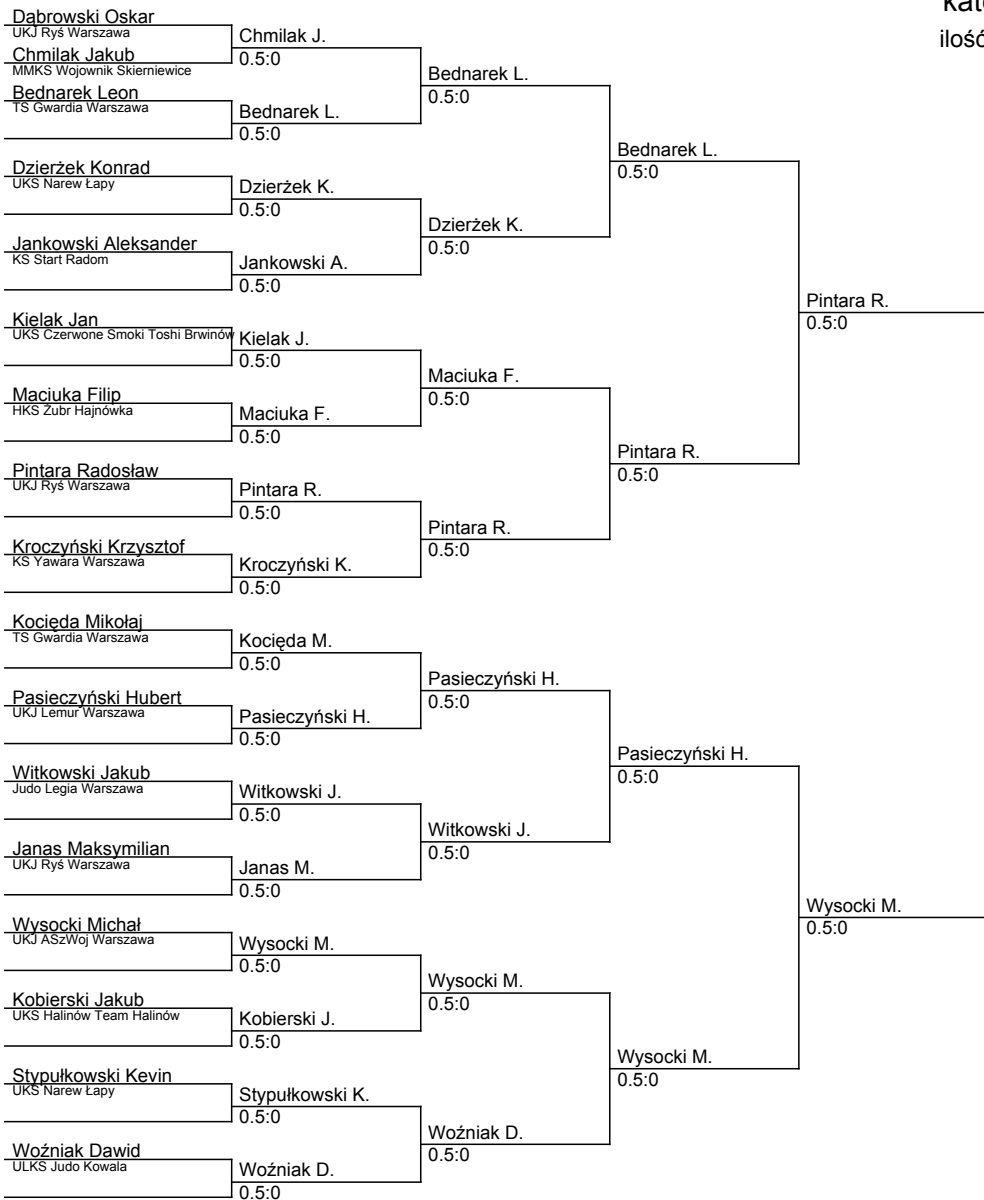 Dąbrowski Oskar
UKJ Ryś Warszawa
Chmilak Jakub
MMKS Wojownik Skierniewice
Bednarek Leon
TS Gwardia Warszawa
Dzierżek Konrad
UKS Narew Łapy
Jankowski Aleksander
KS Start Radom
Kielak Jan
UKS Czerwone Smoki Toshi Brwinów
Maciuka Filip
HKS Żubr Hajnówka
Pintara Radosław
UKJ Ryś Warszawa
Kroczyński Krzysztof
KS Yawara Warszawa
Kocięda Mikołaj
TS Gwardia Warszawa
Pasieczyński Hubert
UKJ Lemur Warszawa
Witkowski Jakub
Judo Legia Warszawa
Janas Maksymilian
UKJ Ryś Warszawa
Wysocki Michał
UKJ ASzWoj Warszawa
Kobierski Jakub
UKS Halinów Team Halinów
Stypułkowski Kevin
UKS Narew Łapy
Woźniak Dawid
ULKS Judo Kowala
Chmilak J.
0.5:0
Bednarek L.
0.5:0
Dzierżek K.
0.5:0
Jankowski A.
0.5:0
Kielak J.
0.5:0
Maciuka F.
0.5:0
Pintara R.
0.5:0
Kroczyński K.
0.5:0
Kocięda M.
0.5:0
Pasieczyński H.
0.5:0
Witkowski J.
0.5:0
Janas M.
0.5:0
Wysocki M.
0.5:0
Kobierski J.
0.5:0
Stypułkowski K.
0.5:0
Woźniak D.
0.5:0
Bednarek L.
0.5:0
Dzierżek K.
0.5:0
Maciuka F.
0.5:0
Pintara R.
0.5:0
Pasieczyński H.
0.5:0
Witkowski J.
0.5:0
Wysocki M.
0.5:0
Woźniak D.
0.5:0
Bednarek L.
0.5:0
Pintara R.
0.5:0
Pasieczyński H.
0.5:0
Wysocki M.
0.5:0
Pintara R.
0.5:0
Wysocki M.
0.5:0
ilość